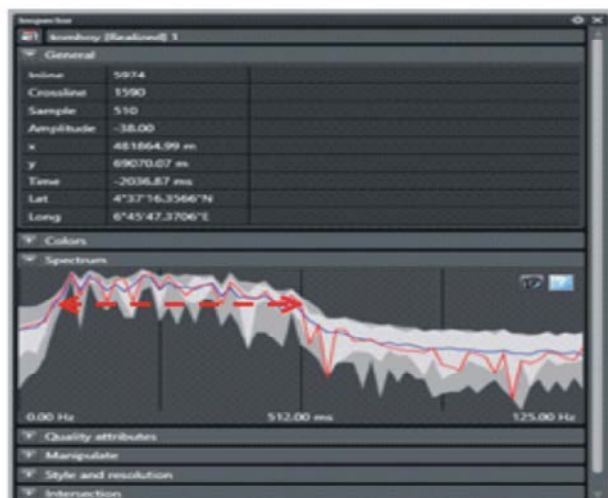 Inspector
tomboy [Realized] 1
General
Inline 5974
Crossline 1590
Sample 510
Amplitude -38.00
x 481864.99 m
y 69070.07 m
Time -2036.87 ms
Lat 4°37'16.3566"N
Long 6°45'47.3706"E
Colors
Spectrum
0.00 Hz 512.00 ms 125.00 Hz
Quality attributes
Manipulate
Style and resolution
Intersection